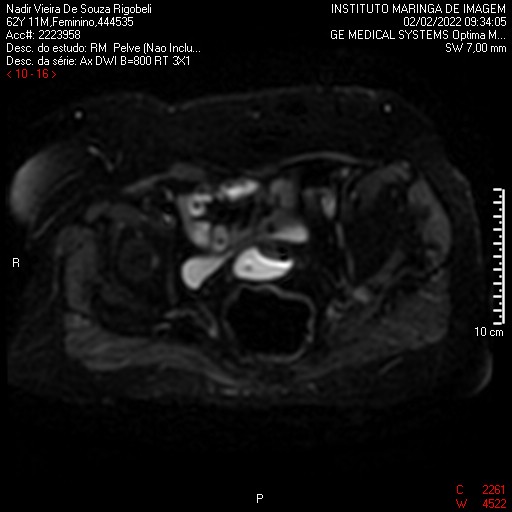 Nadir Vieira De Souza Rigobeli
62Y 11M,Feminino,444535
Acc#: 2223958
Desc. do estudo: RM Pelve (Nao Inclu...
Desc. da série: Ax DWI B=800 RT 3X1
< 10 - 16 >
INSTITUTO MARINGA DE IMAGEM
02/02/2022 09:34:05
GE MEDICAL SYSTEMS Optima M...
SW 7,00 mm
R
10 cm
P
C 2261
W 4522